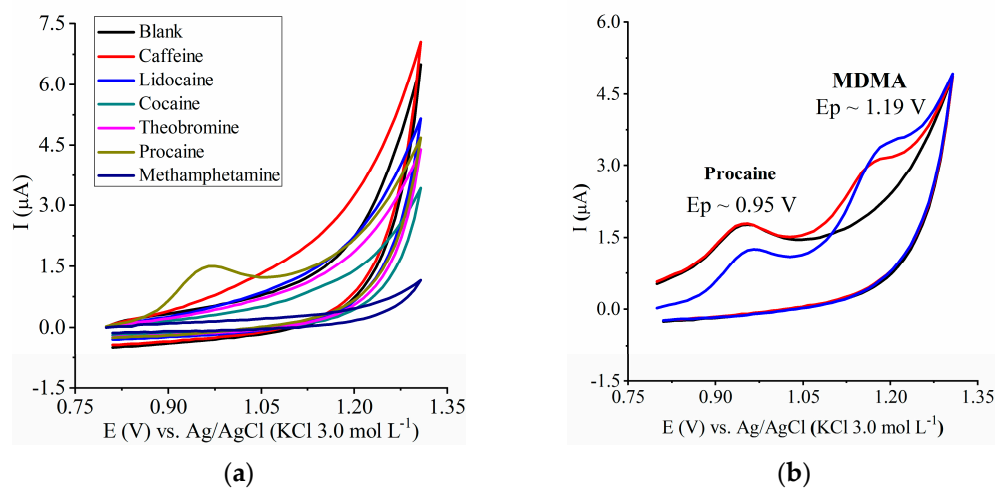 7.5
6.0
4.5
3.0
1.5
0.0
-1.5
I (μA)
Blank
Caffeine
Lidocaine
Cocaine
Theobromine
Procaine
Methamphetamine
0.75 0.90 1.05 1.20 1.35
E (V) vs. Ag/AgCl (KCl 3.0 mol L⁻¹)
(a)
6.0
4.5
3.0
1.5
0.0
-1.5
I (μA)
MDMA
Ep ~ 1.19 V
Procaine
Ep ~ 0.95 V
0.75 0.90 1.05 1.20 1.35
E (V) vs. Ag/AgCl (KCl 3.0 mol L⁻¹)
(b)